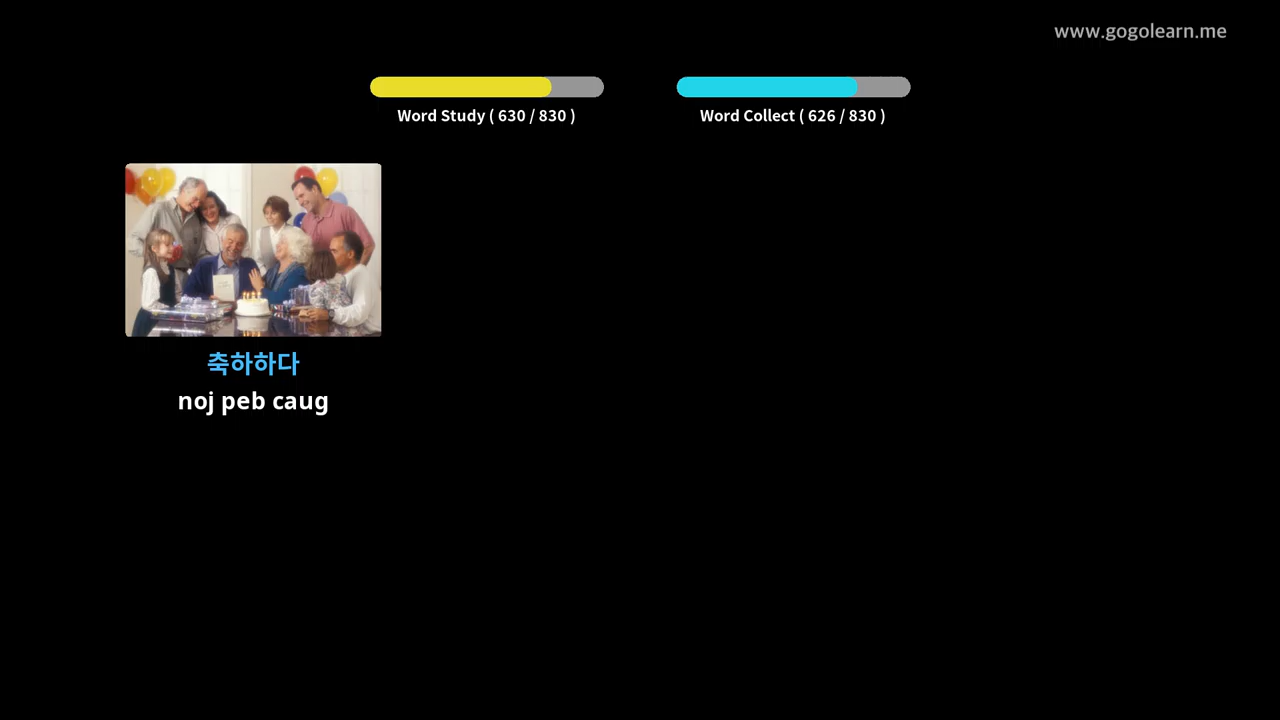 www.gogolearn.me
Word Study ( 630 / 830 )
Word Collect ( 626 / 830 )
축하하다
noj peb caug